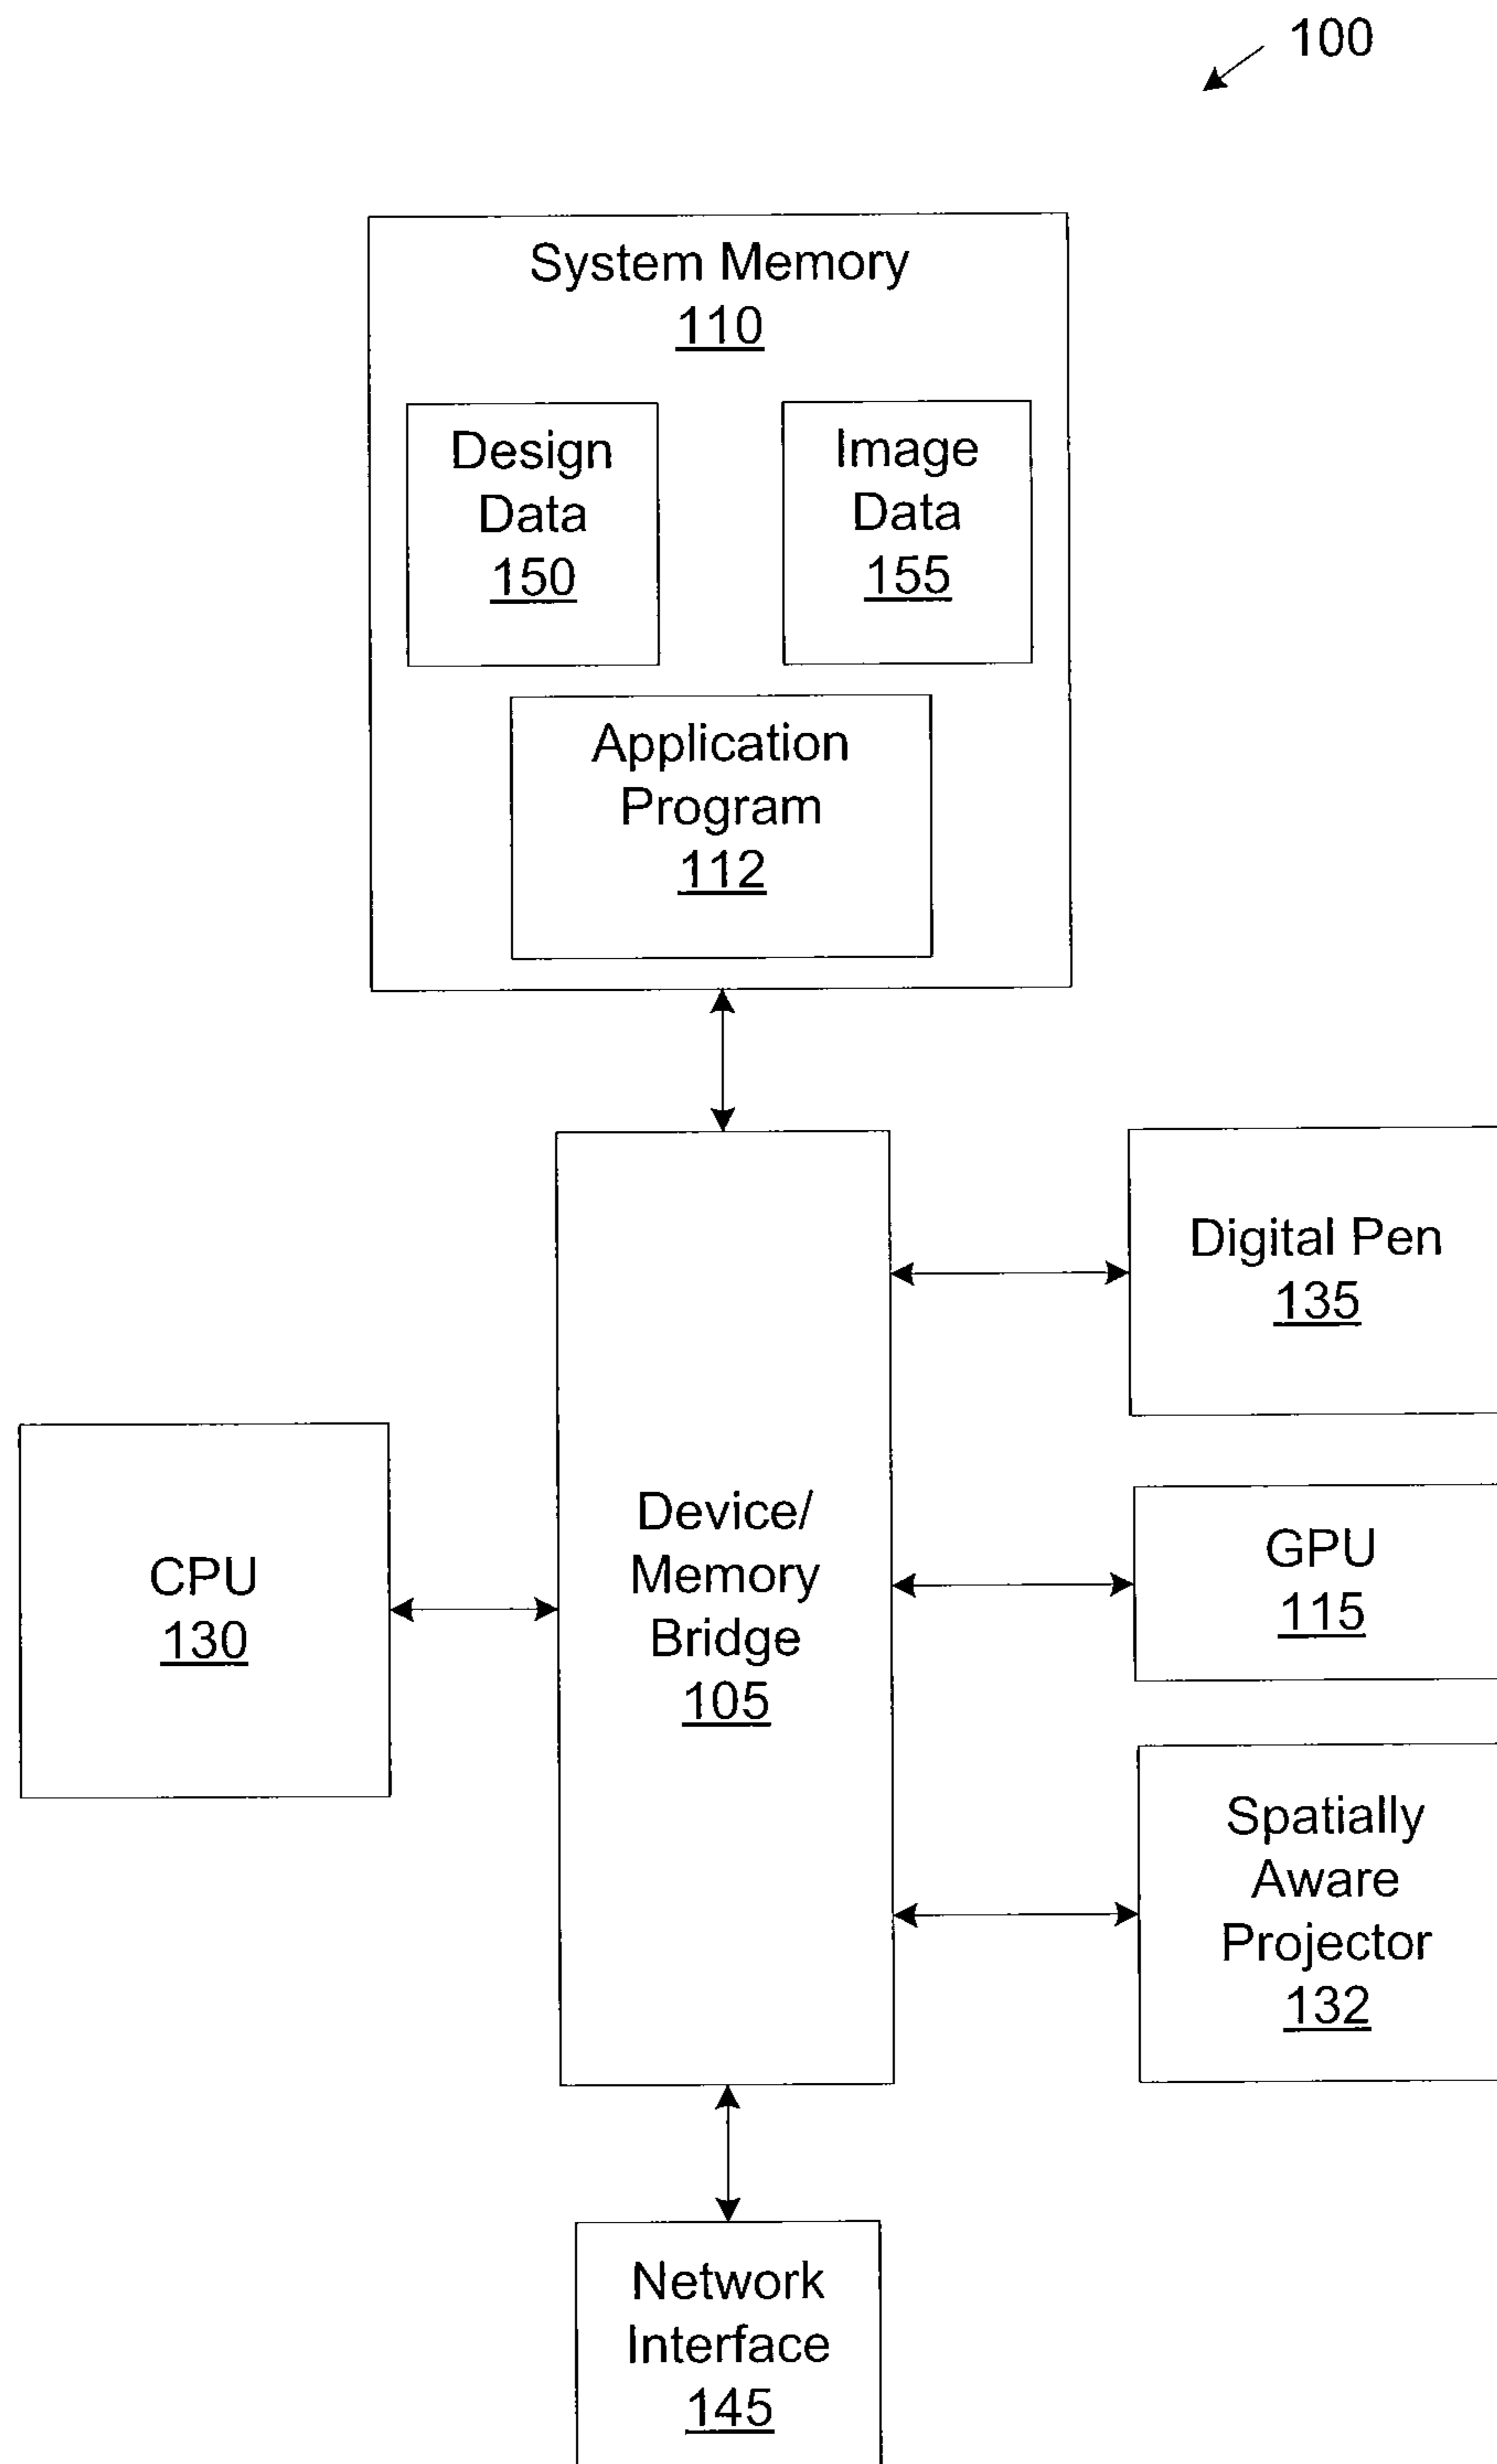 100
System Memory
110
Design
Data
150
Image
Data
155
Application
Program
112
Digital Pen
135
CPU
130
Device/
Memory
Bridge
105
GPU
115
Spatially
Aware
Projector
132
Network
Interface
145